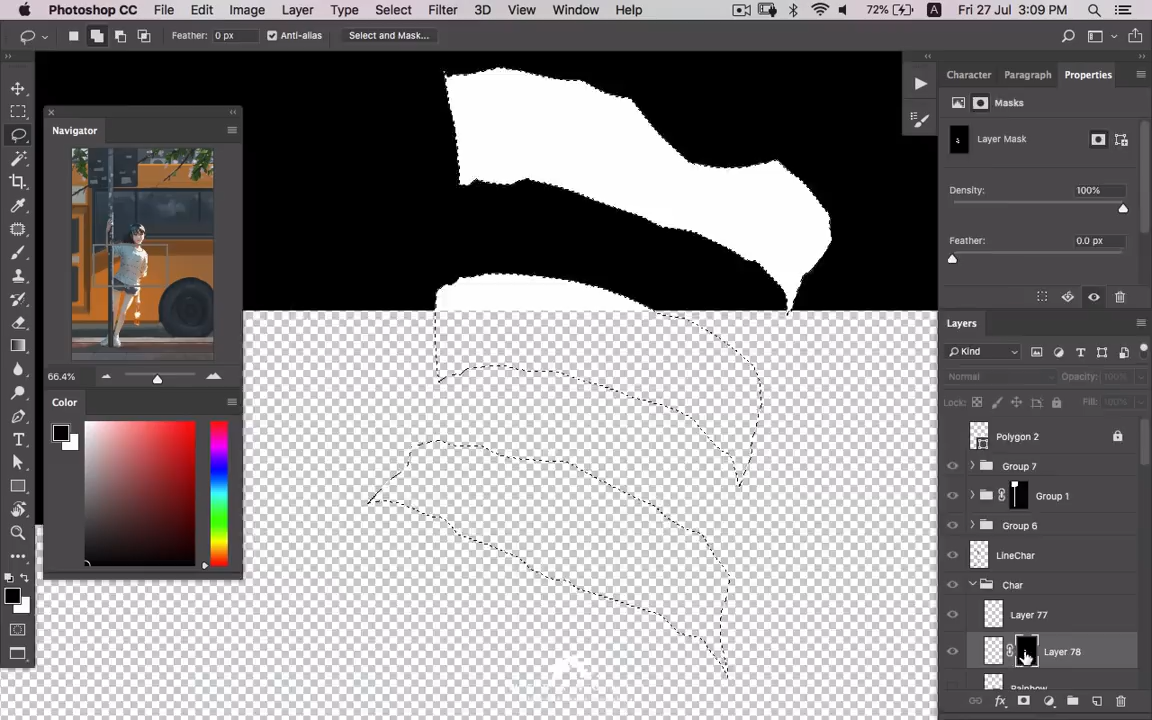 Photoshop CC File Edit Image Layer Type Select Filter 3D View Window Help 72% A Fri 27 Jul 3:09 PM
Feather: 0 px Anti-alias Select and Mask...
Navigator
66.4%
Color
Character Paragraph Properties
Masks
Layer Mask
Density: 100%
Feather: 0.0 px
Layers
Kind
Normal Opacity: 100%
Lock: Fill: 100%
Polygon 2
Group 7
Group 1
Group 6
LineChar
Char
Layer 77
Layer 78
Rainbow